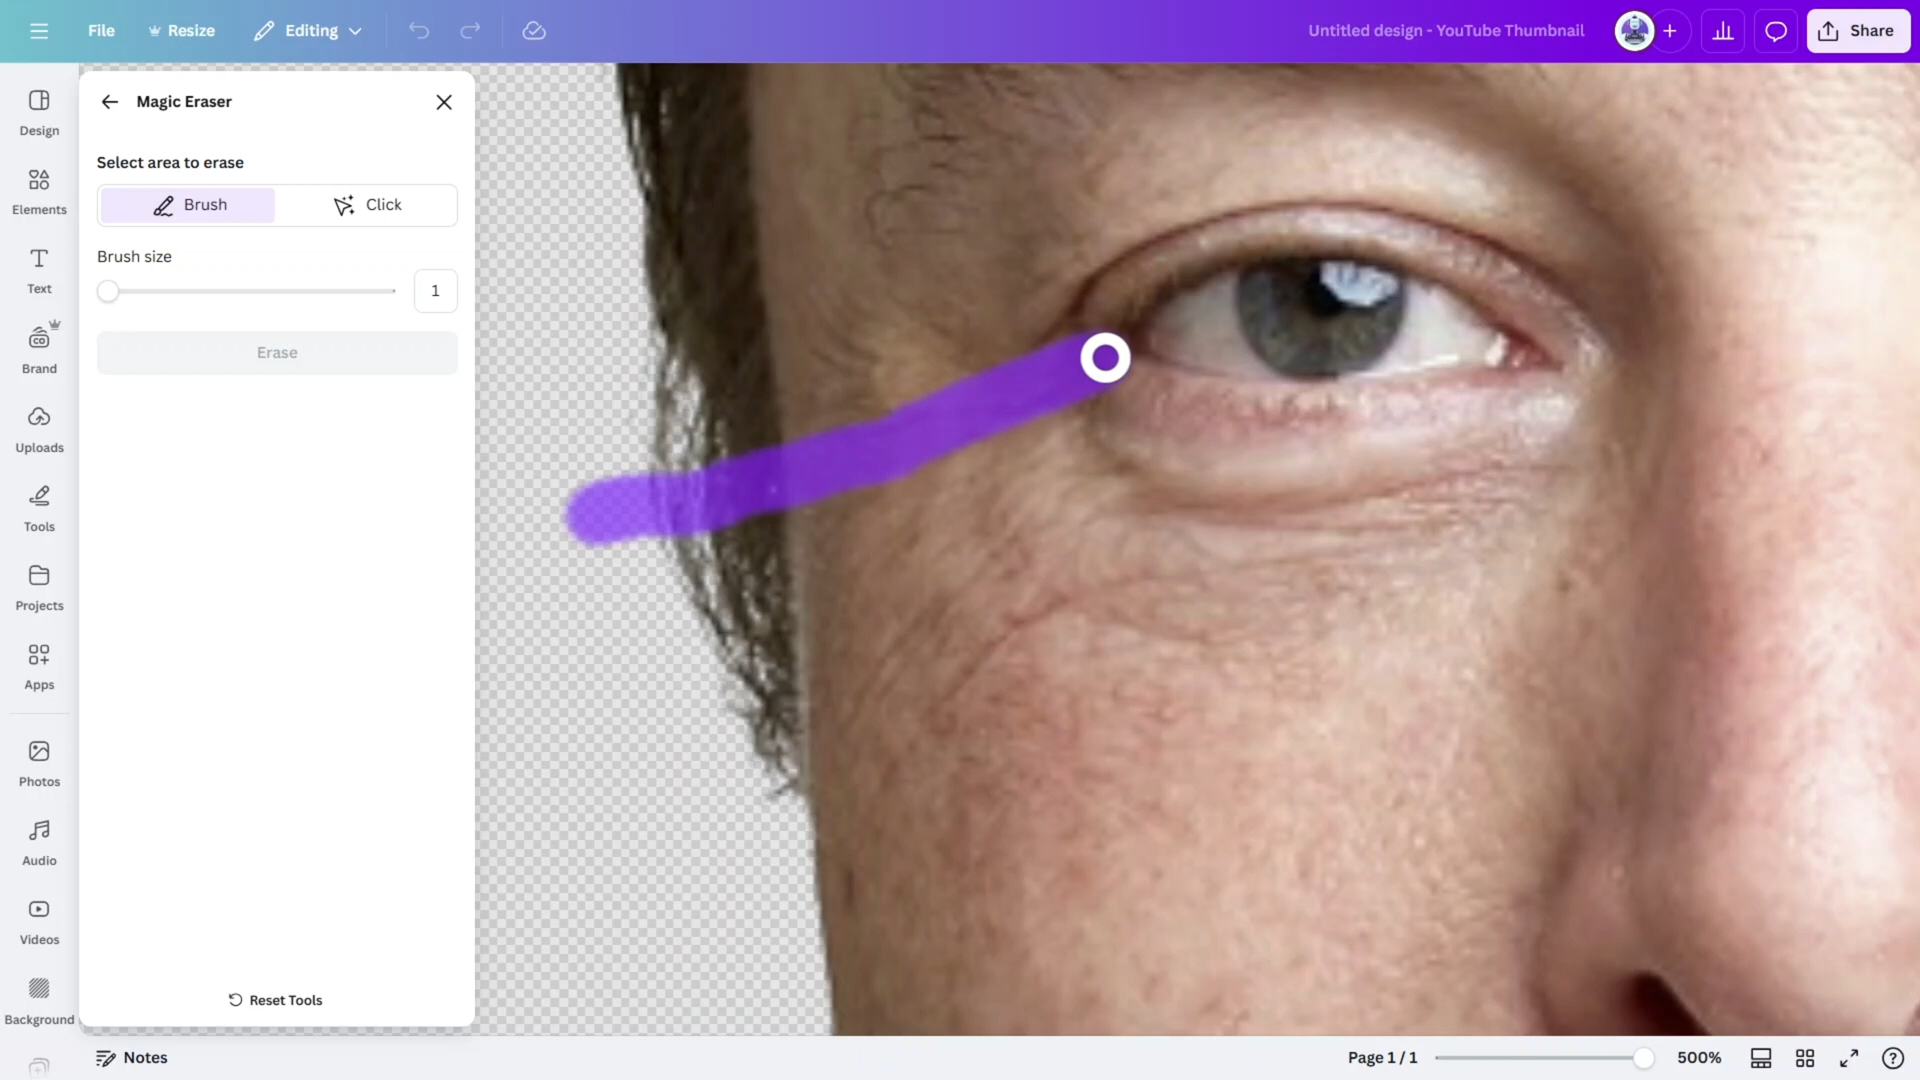 File
Resize
Editing
Untitled design - YouTube Thumbnail
Share
Design
Elements
Text
Brand
Uploads
Tools
Projects
Apps
Photos
Audio
Videos
Background
Magic Eraser
Select area to erase
Brush
Click
Brush size
1
Erase
Reset Tools
Notes
Page 1 / 1
500%